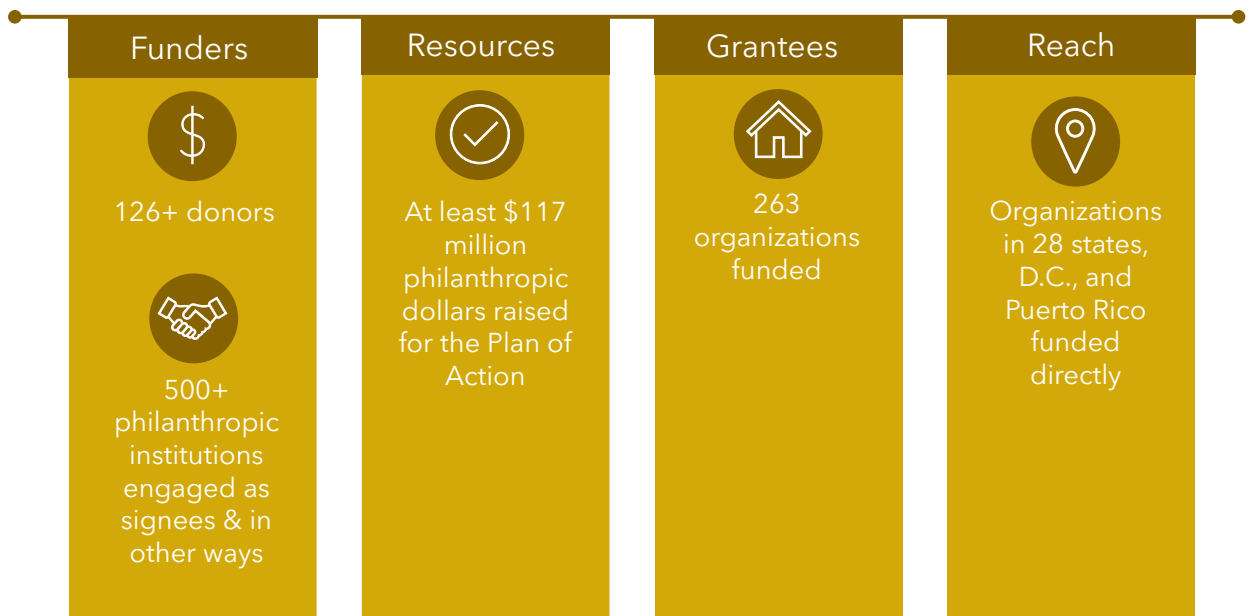 Funders
$
126+ donors
500+
philanthropic
institutions
engaged as
signees & in
other ways
Resources
At least $117
million
philanthropic
dollars raised
for the Plan of
Action
Grantees
263
organizations
funded
Reach
Organizations
in 28 states,
D.C., and
Puerto Rico
funded
directly